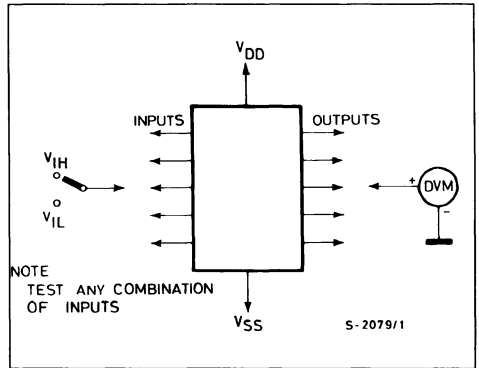 VDD
INPUTS
OUTPUTS
VIH
VIL
+
DVM
−
NOTE
TEST ANY COMBINATION
OF INPUTS
VSS
S-2079/1